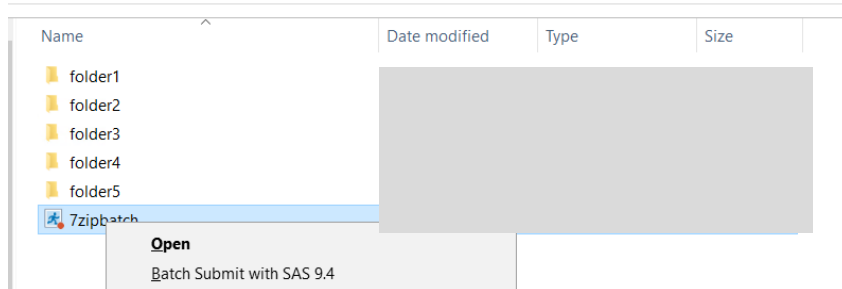 Name Date modified Type Size
folder1
folder2
folder3
folder4
folder5
7zipbatch
Open
Batch Submit with SAS 9.4